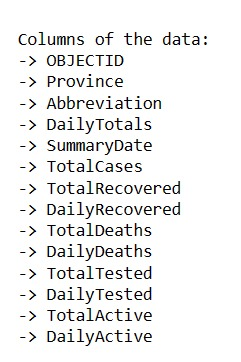 Columns of the data:
-> OBJECTID
-> Province
-> Abbreviation
-> DailyTotals
-> SummaryDate
-> TotalCases
-> TotalRecovered
-> DailyRecovered
-> TotalDeaths
-> DailyDeaths
-> TotalTested
-> DailyTested
-> TotalActive
-> DailyActive